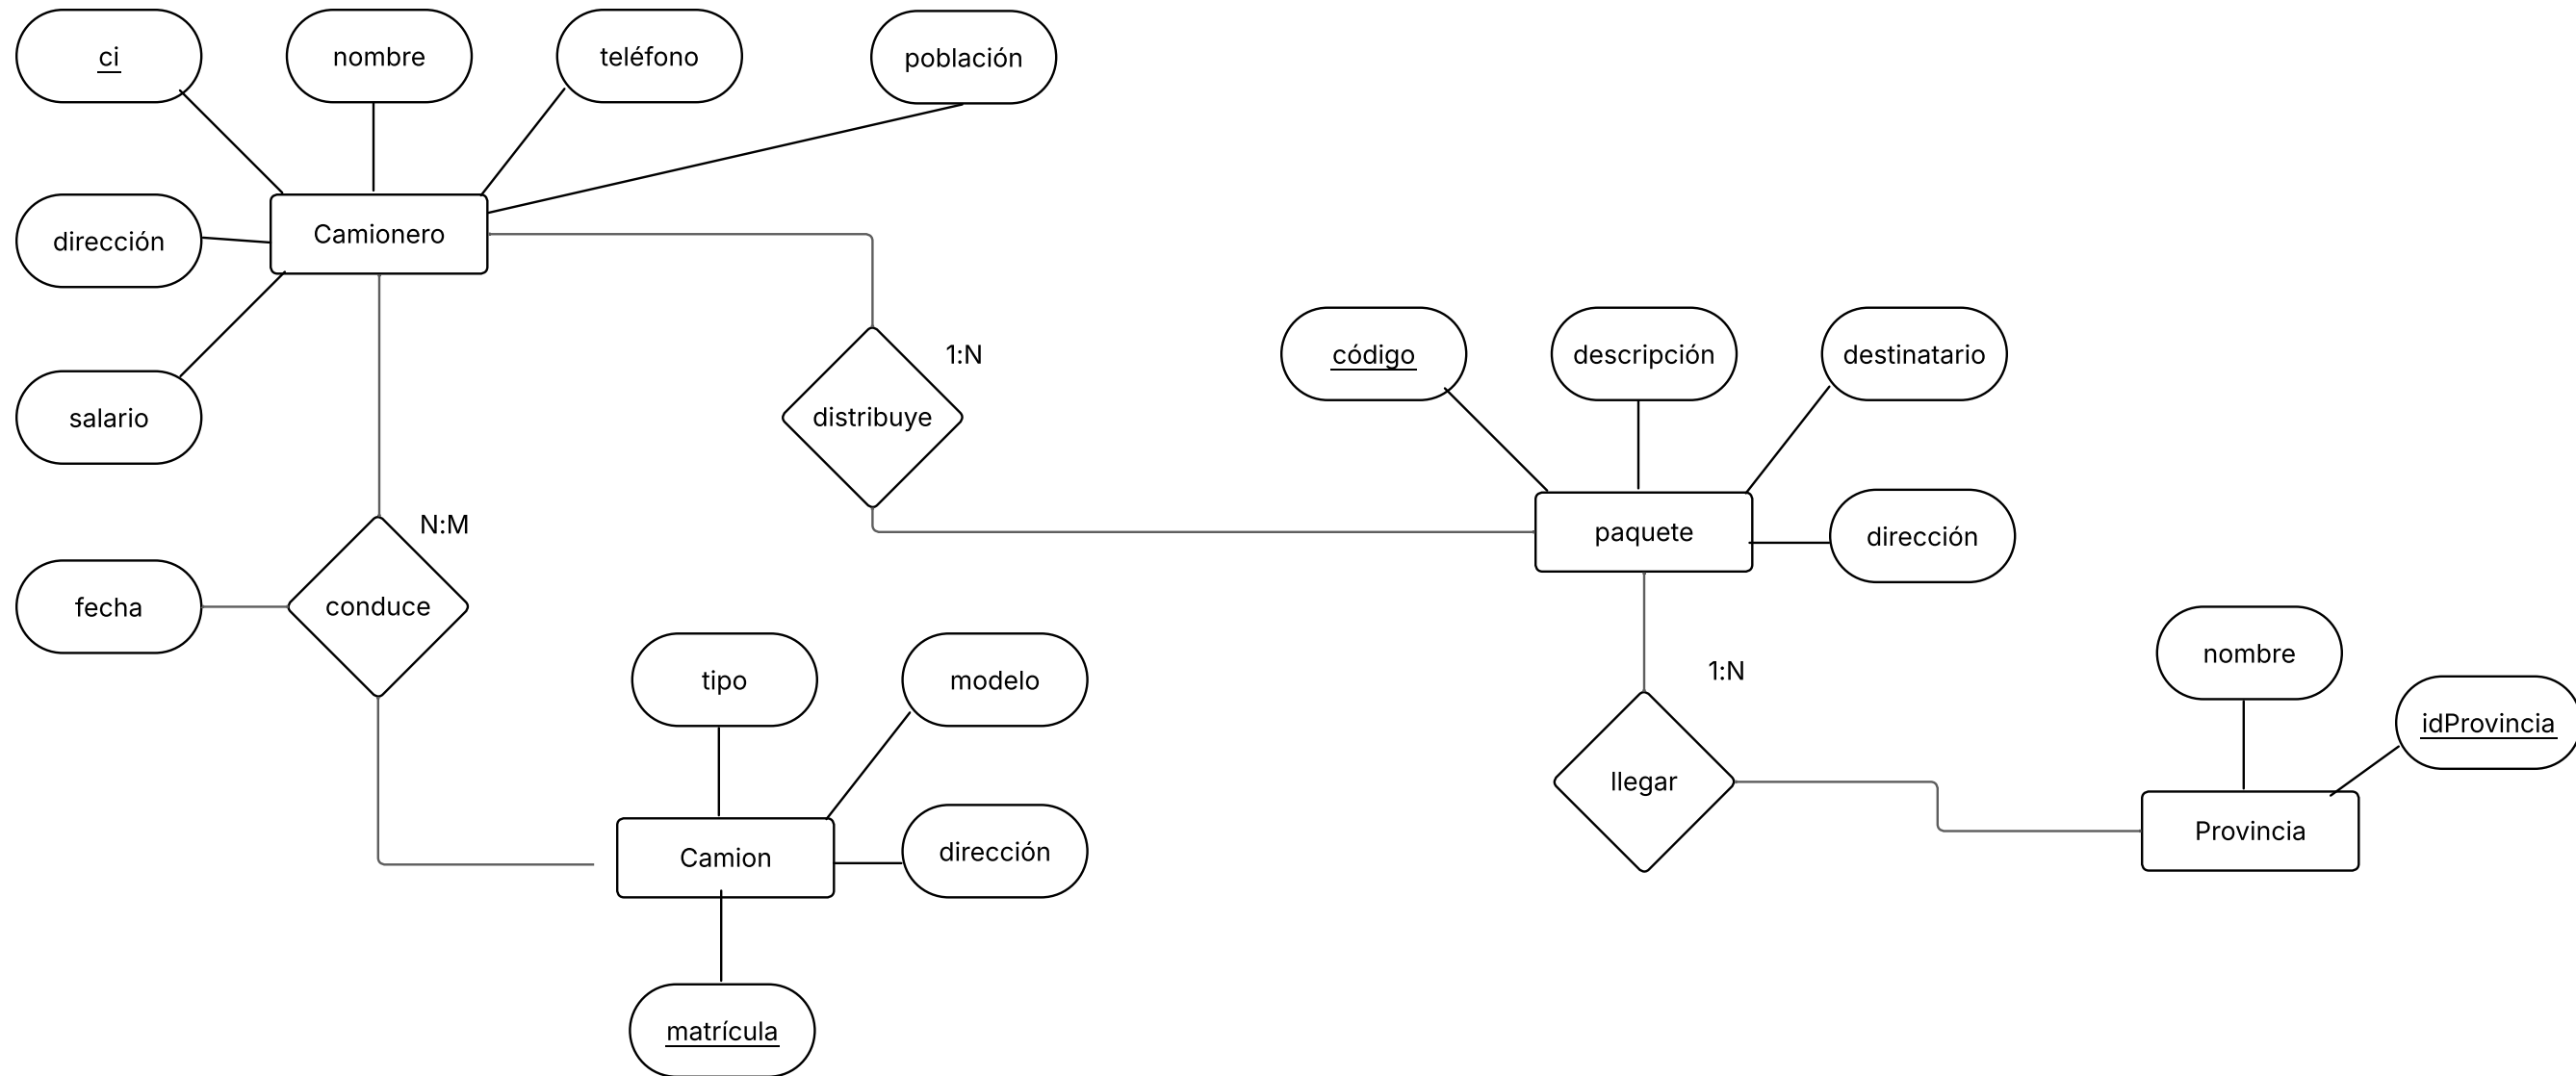 ci
nombre
teléfono
población
dirección
Camionero
salario
distribuye
1:N
código
descripción
destinatario
paquete
dirección
N:M
fecha
conduce
tipo
modelo
Camion
dirección
matrícula
1:N
llegar
nombre
idProvincia
Provincia